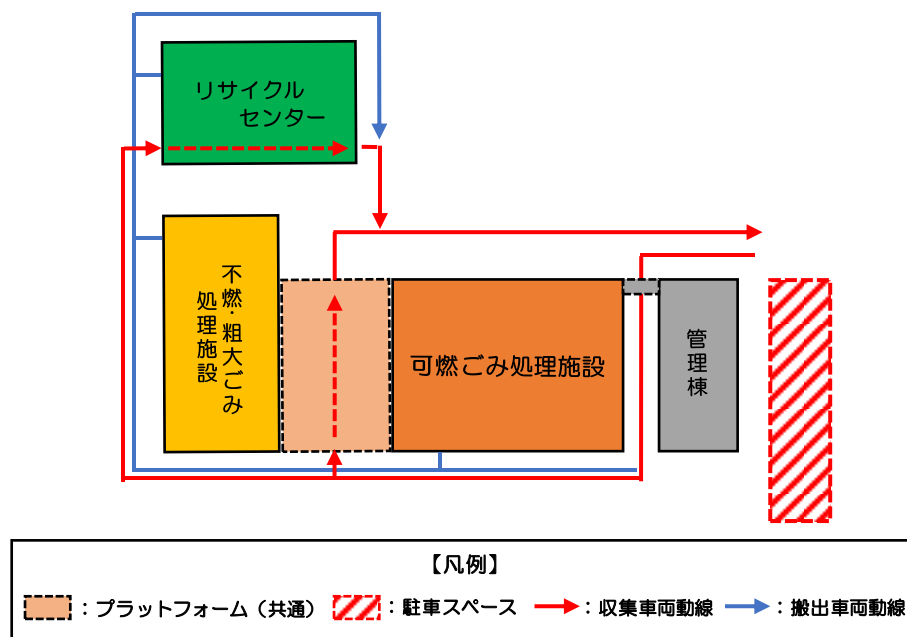 リサイクル
センター
不燃・粗大ごみ
処理施設
可燃ごみ処理施設
管理棟
【凡例】
：プラットフォーム（共通）
：駐車スペース
：収集車両動線
：搬出車両動線